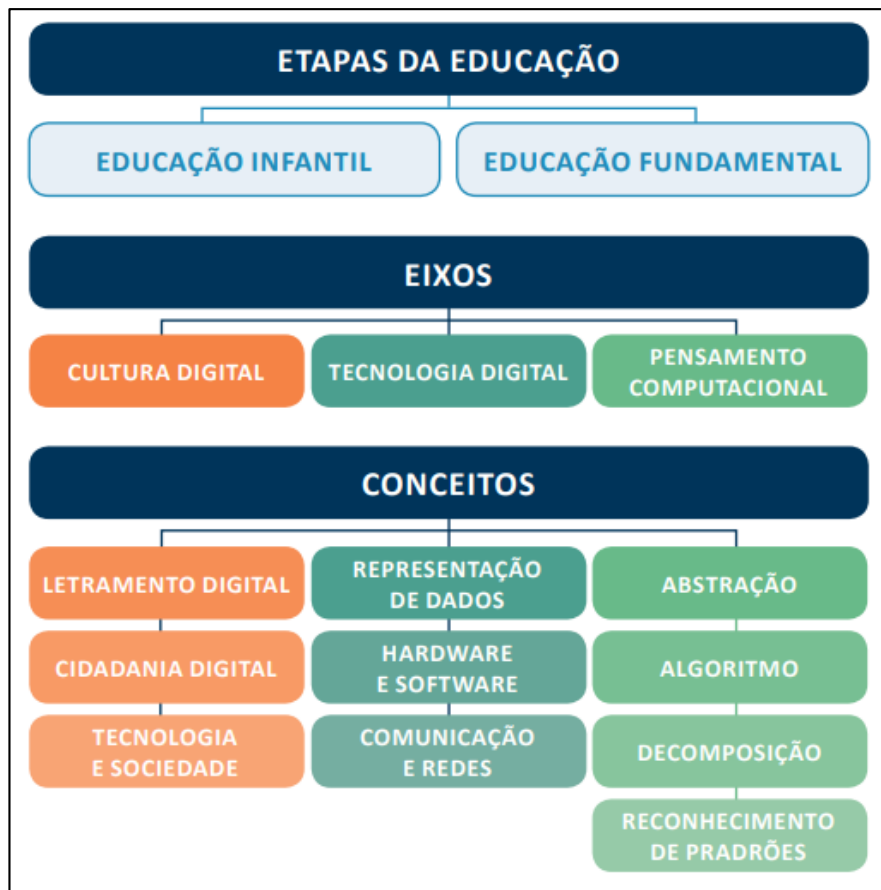 ETAPAS DA EDUCAÇÃO
EDUCAÇÃO INFANTIL
EDUCAÇÃO FUNDAMENTAL
EIXOS
CULTURA DIGITAL
TECNOLOGIA DIGITAL
PENSAMENTO
COMPUTACIONAL
CONCEITOS
LETRAMENTO DIGITAL
REPRESENTAÇÃO
DE DADOS
ABSTRAÇÃO
CIDADANIA DIGITAL
HARDWARE
E SOFTWARE
ALGORITMO
TECNOLOGIA
E SOCIEDADE
COMUNICAÇÃO
E REDES
DECOMPOSIÇÃO
RECONHECIMENTO
DE PRADRÕES